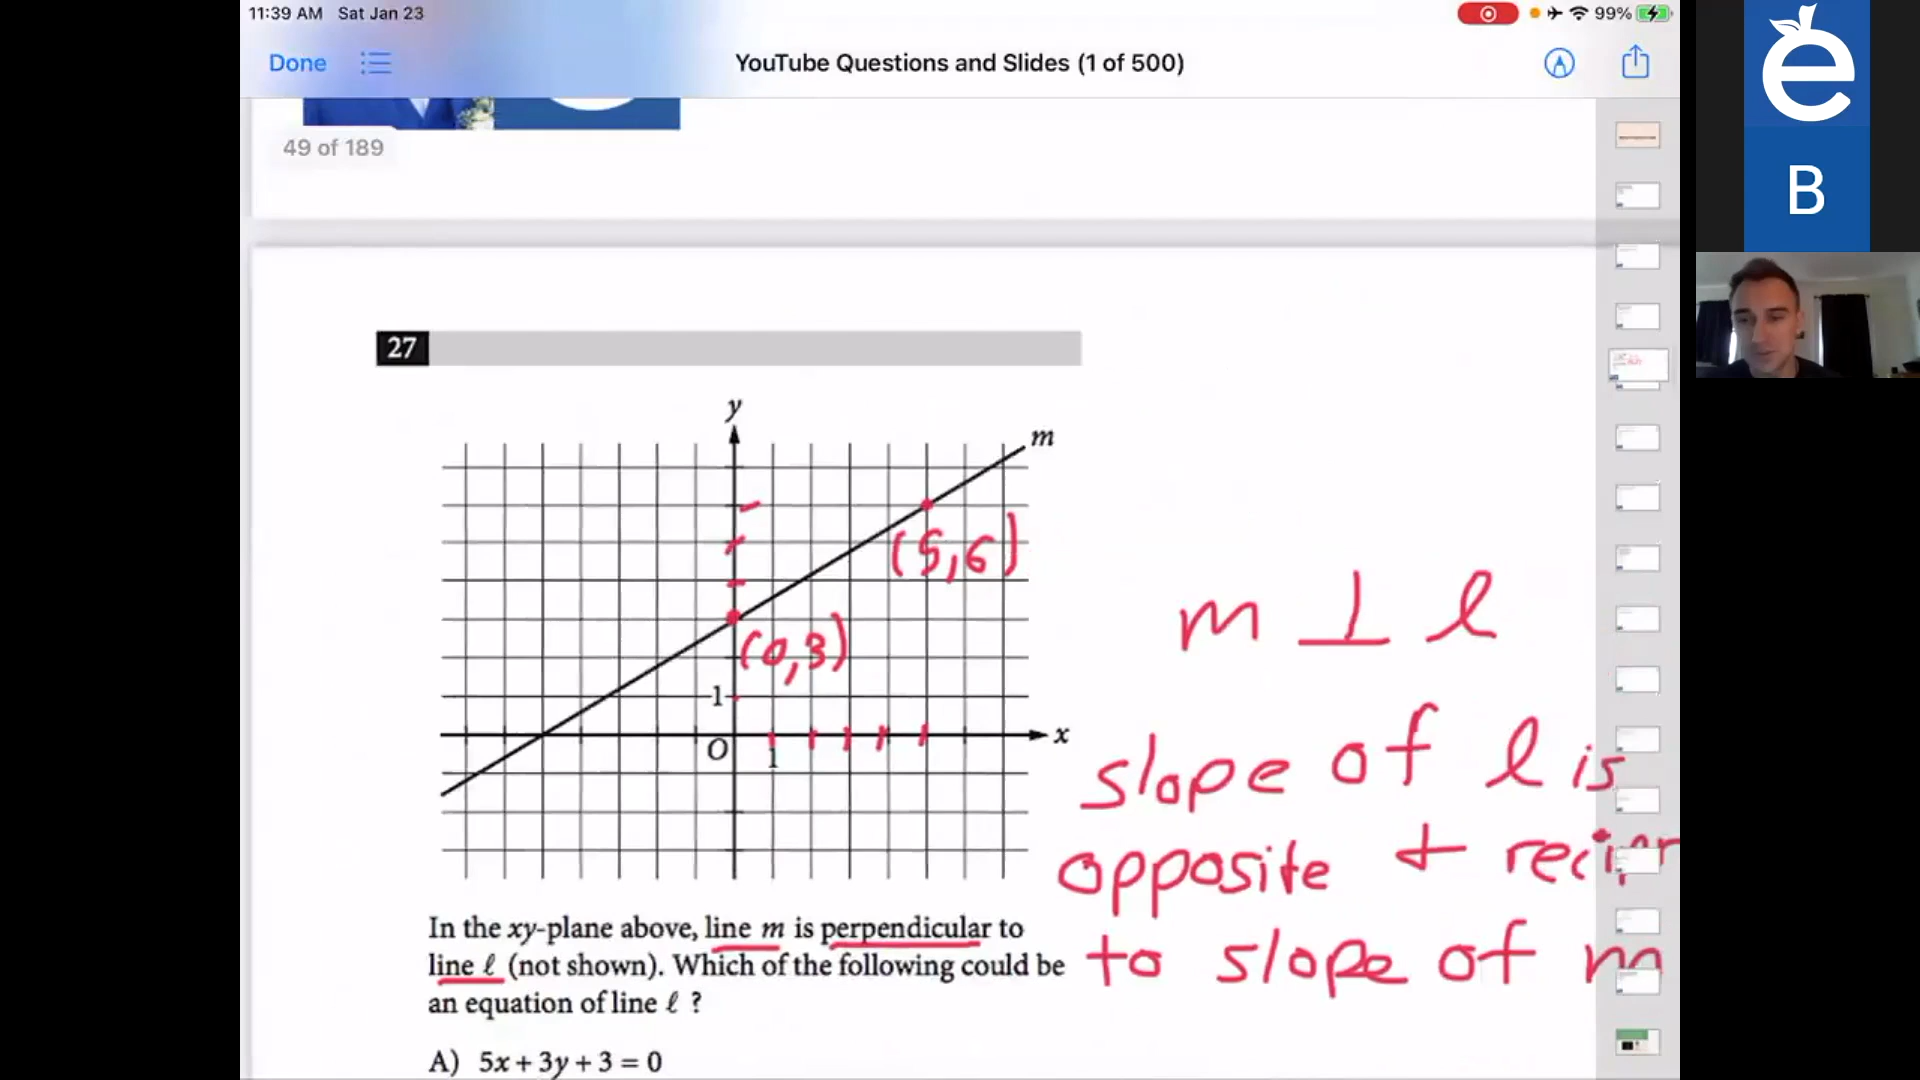 11:39 AM Sat Jan 23
99%
Done
YouTube Questions and Slides (1 of 500)
e
B
49 of 189
27
y
m
(5,6)
(0,3)
1
O
1
x
m ⊥ l
slope of l is
opposite +
to slope of m
In the xy-plane above, line m is perpendicular to
line ℓ (not shown). Which of the following could be
an equation of line ℓ ?
A) 5x + 3y + 3 = 0